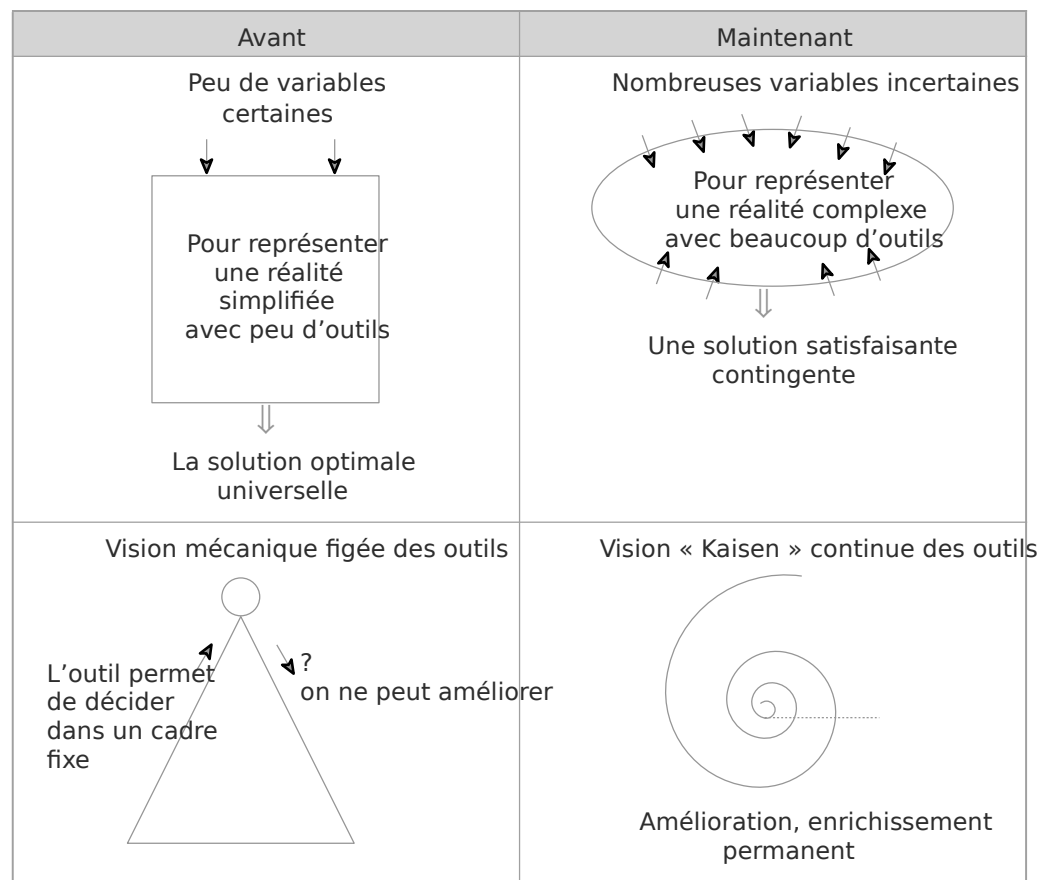 Avant
Maintenant
Peu de variables
certaines
Pour représenter
une réalité
simplifiée
avec peu d’outils
La solution optimale
universelle
Nombreuses variables incertaines
Pour représenter
une réalité complexe
avec beaucoup d’outils
Une solution satisfaisante
contingente
Vision mécanique figée des outils
L’outil permet
de décider
dans un cadre
fixe
?
on ne peut améliorer
Vision « Kaisen » continue des outils
Amélioration, enrichissement
permanent